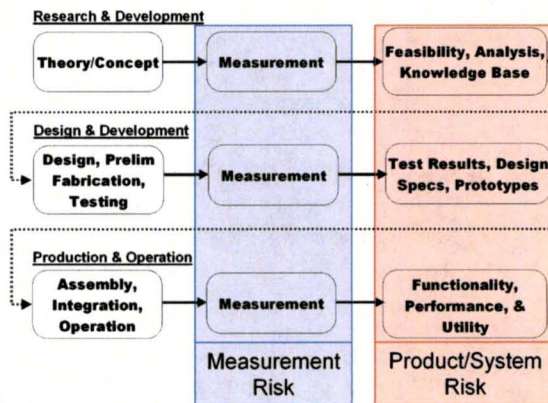 Research & Development
Theory/Concept
Measurement
Feasibility, Analysis,
Knowledge Base
Design & Development
Design, Prelim
Fabrication,
Testing
Measurement
Test Results, Design
Specs, Prototypes
Production & Operation
Assembly,
Integration,
Operation
Measurement
Functionality,
Performance, &
Utility
Measurement
Risk
Product/System
Risk